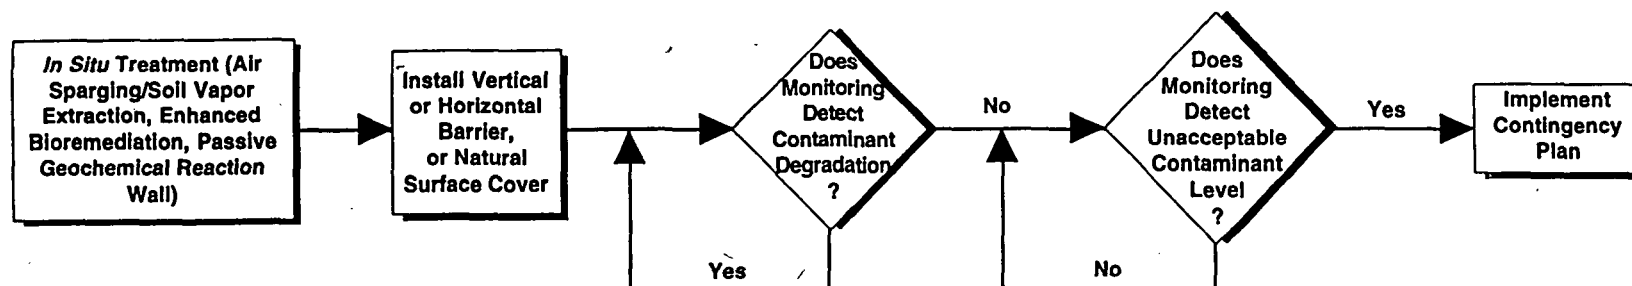 In Situ Treatment (Air
Sparging/Soil Vapor
Extraction, Enhanced
Bioremediation, Passive
Geochemical Reaction
Wall)
Install Vertical
or Horizontal
Barrier,
or Natural
Surface Cover
Does
Monitoring
Detect
Contaminant
Degradation
?
Yes
No
Does
Monitoring
Detect
Unacceptable
Contaminant
Level
?
No
Yes
Implement
Contingency
Plan